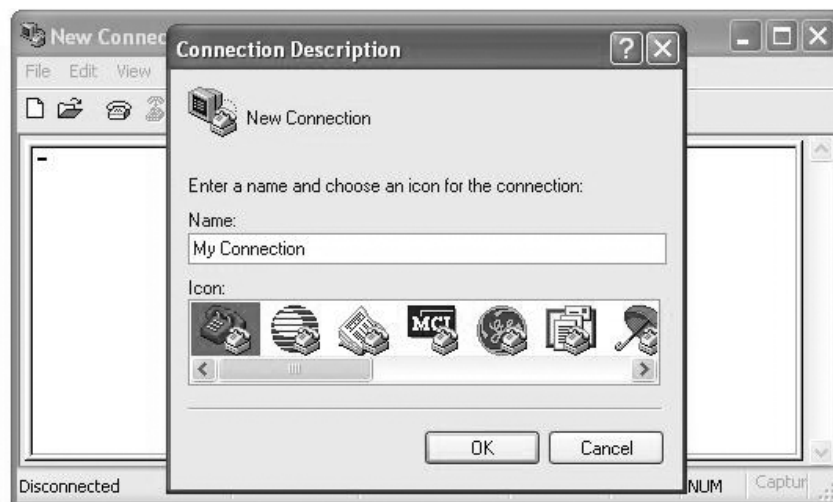 New Connec
Connection Description
File Edit View
New Connection
Enter a name and choose an icon for the connection:
Name:
My Connection
Icon:
MCI
OK Cancel
Disconnected NUM Captur